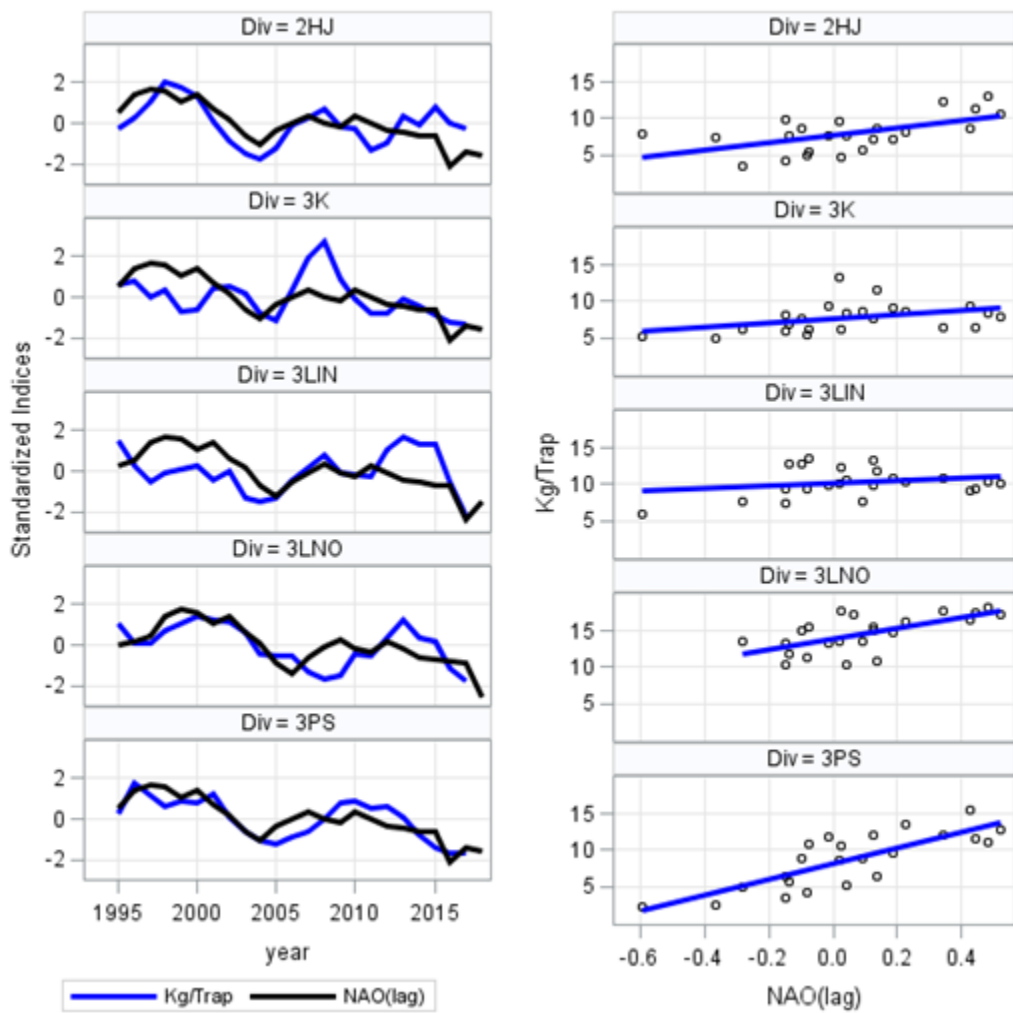 Div = 2HJ
2
0
-2
Div = 3K
2
0
-2
Div = 3LIN
2
0
-2
Div = 3LNO
2
0
-2
Div = 3PS
2
0
-2
Standardized Indices
1995 2000 2005 2010 2015
year
Kg/Trap NAO(lag)
Div = 2HJ
15
10
5
Div = 3K
15
10
5
Div = 3LIN
15
10
5
Div = 3LNO
15
10
5
Div = 3PS
15
10
5
Kg/Trap
-0.6 -0.4 -0.2 0.0 0.2 0.4
NAO(lag)